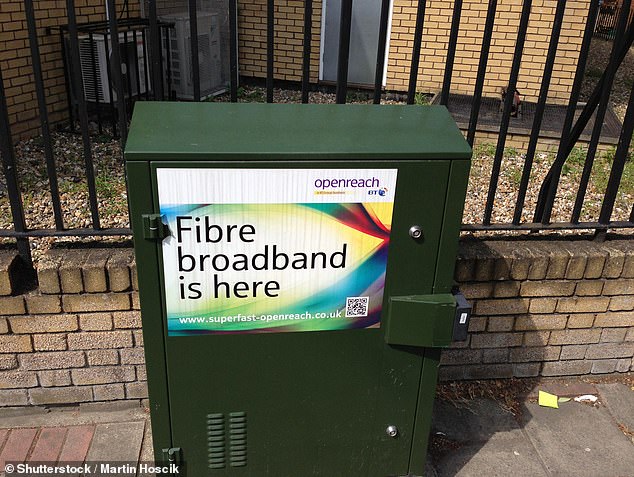 openreach
BT
Fibre
broadband
is here
www.superfast-openreach.co.uk
© Shutterstock / Martin Hoscik